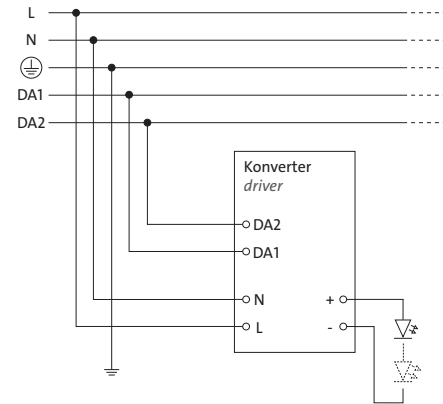 L
N
DA1
DA2
Konverter
driver
DA2
DA1
N +
L -